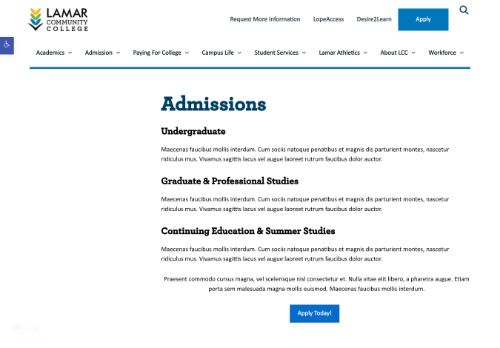 LAMAR
COMMUNITY
COLLEGE
Request More Information LopeAccess Desire2Learn Apply
Academics Admission Paying For College Campus Life Student Services Lamar Athletics About LCC Workforce
Admissions
Undergraduate
Maecenas faucibus mollis interdum. Cum sociis natoque penatibus et magnis dis parturient montes, nascetur
ridiculus mus. Vivamus sagittis lacus vel augue laoreet rutrum faucibus dolor auctor.
Graduate & Professional Studies
Maecenas faucibus mollis interdum. Cum sociis natoque penatibus et magnis dis parturient montes, nascetur
ridiculus mus. Vivamus sagittis lacus vel augue laoreet rutrum faucibus dolor auctor.
Continuing Education & Summer Studies
Maecenas faucibus mollis interdum. Cum sociis natoque penatibus et magnis dis parturient montes, nascetur
ridiculus mus. Vivamus sagittis lacus vel augue laoreet rutrum faucibus dolor auctor.
Praesent commodo cursus magna, vel scelerisque nisl consectetur et. Nulla vitae elit libero, a pharetra augue. Etiam
porta sem malesuada magna mollis euismod. Maecenas faucibus mollis interdum.
Apply Today!